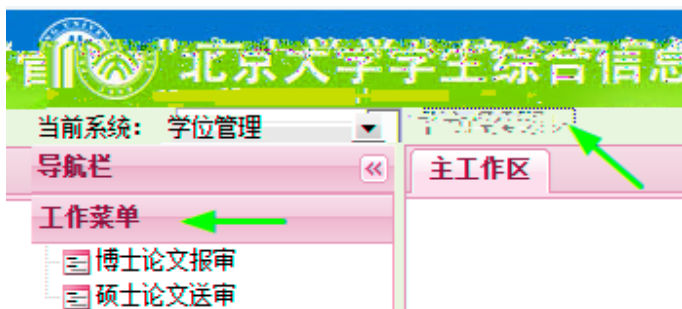 北京大学学生综合信息
当前系统： 学位管理
导航栏
主工作区
工作菜单
博士论文报审
硕士论文送审